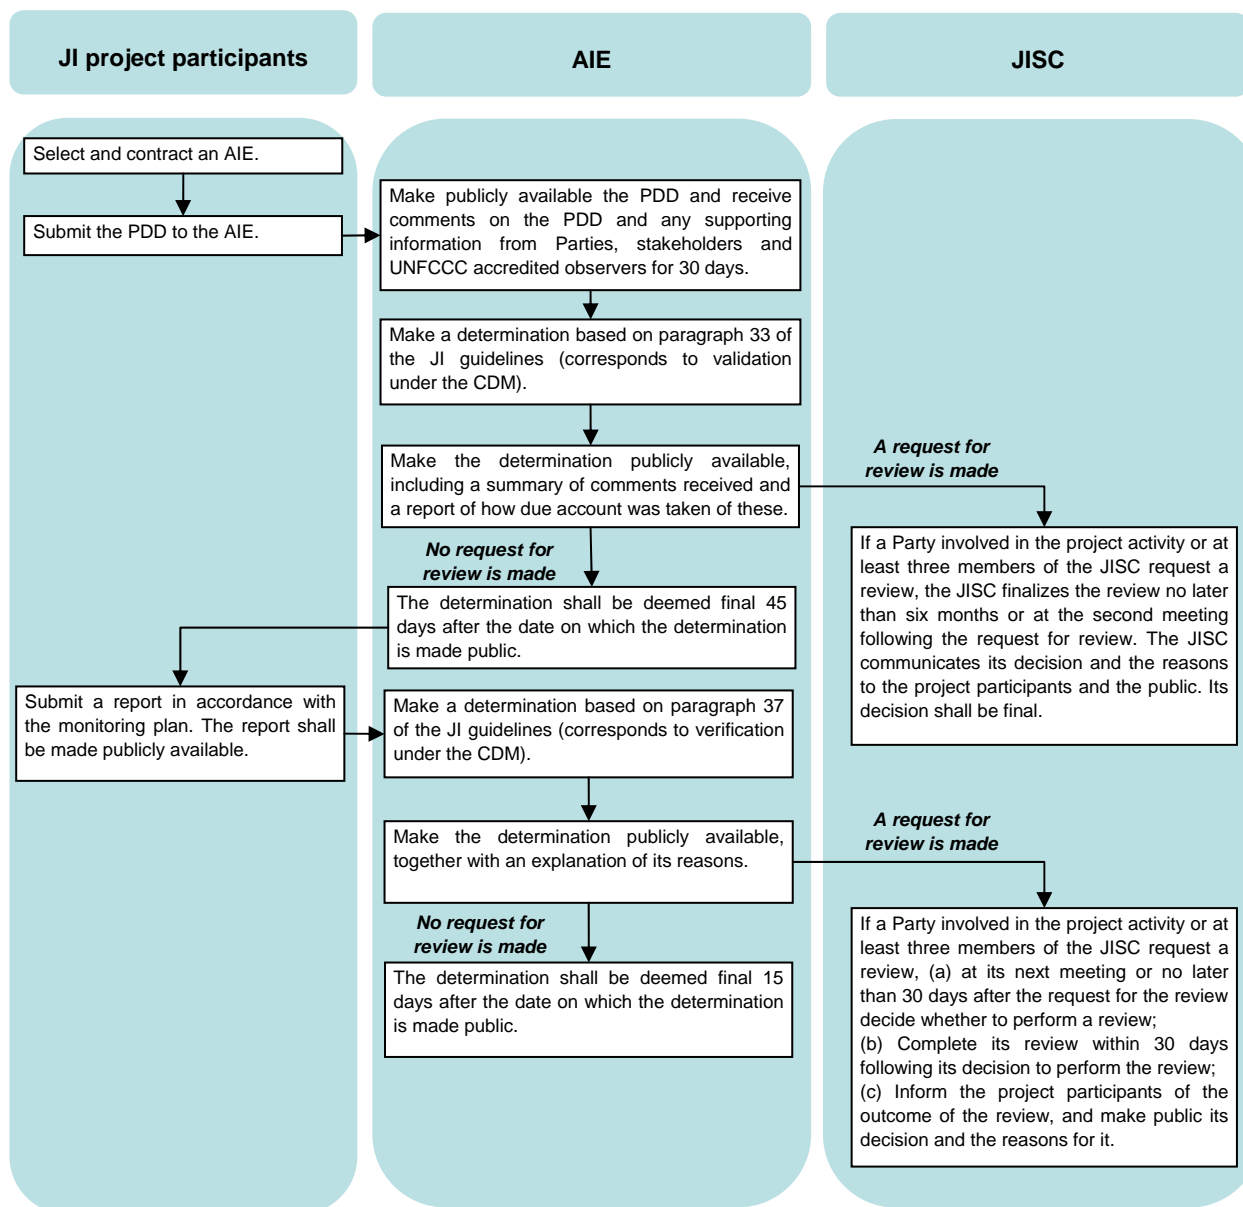 JI project participants
AIE
JISC
Select and contract an AIE.
Submit the PDD to the AIE.
Make publicly available the PDD and receive
comments on the PDD and any supporting
information from Parties, stakeholders and
UNFCCC accredited observers for 30 days.
Make a determination based on paragraph 33 of
the JI guidelines (corresponds to validation
under the CDM).
Make the determination publicly available,
including a summary of comments received and
a report of how due account was taken of these.
A request for
review is made
If a Party involved in the project activity or at
least three members of the JISC request a
review, the JISC finalizes the review no later
than six months or at the second meeting
following the request for review. The JISC
communicates its decision and the reasons
to the project participants and the public. Its
decision shall be final.
No request for
review is made
The determination shall be deemed final 45
days after the date on which the determination
is made public.
Submit a report in accordance with
the monitoring plan. The report shall
be made publicly available.
Make a determination based on paragraph 37
of the JI guidelines (corresponds to verification
under the CDM).
Make the determination publicly available,
together with an explanation of its reasons.
A request for
review is made
If a Party involved in the project activity or at
least three members of the JISC request a
review, (a) at its next meeting or no later
than 30 days after the request for the review
decide whether to perform a review;
(b) Complete its review within 30 days
following its decision to perform the review;
(c) Inform the project participants of the
outcome of the review, and make public its
decision and the reasons for it.
No request for
review is made
The determination shall be deemed final 15
days after the date on which the determination
is made public.